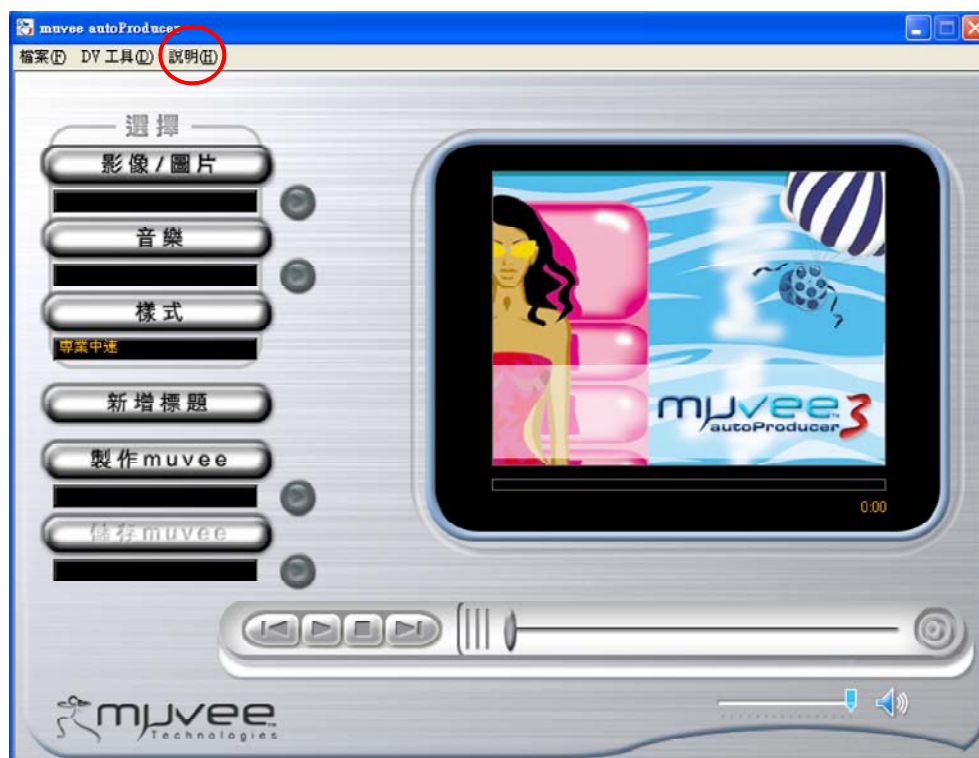 muvee autoProducer
檔案(F) DV 工具(D) 說明(H)
選擇
影像/圖片
音樂
樣式
專業中速
新增標題
製作muvee
儲存muvee
muvee 3
autoProducer
0:00
muvee
Technologies